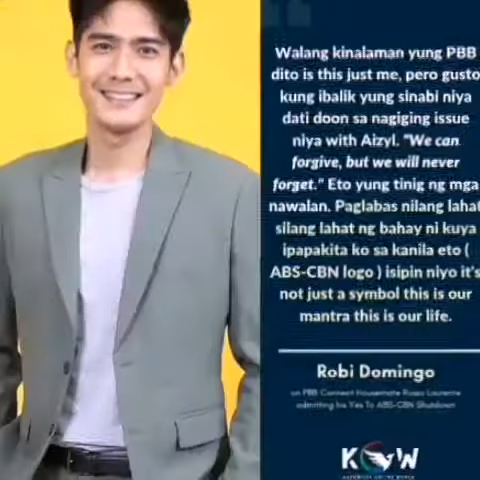 Walang kinalaman yung PBB
dito is this just me, pero gusto
kung ibalik yung sinabi niya
dati doon sa nagiging issue
niya with Aizyl. "We can
forgive, but we will never
forget." Eto yung tinig ng mga
nawalan. Paglabas nilang lahat
silang lahat ng bahay ni kuya
ipapakita ko sa kanila eto (
ABS-CBN logo ) isipin niyo it's
not just a symbol this is our
mantra this is our life.
Robi Domingo
on PBB Connect Housemate Russu Laurente
admitting his Yes To ABS-CBN Shutdown